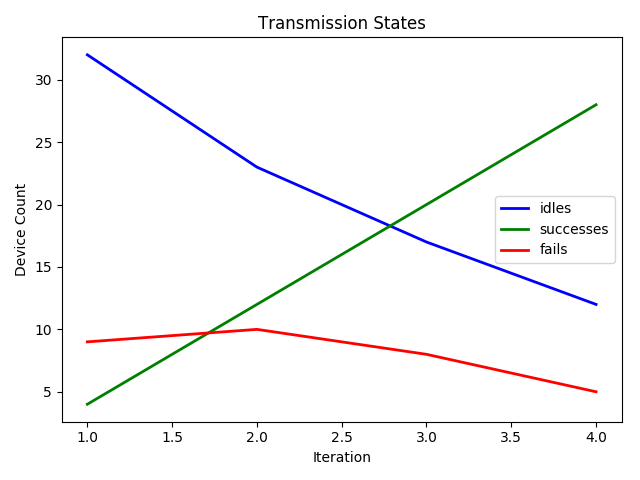 Transmission States
Device Count
30
25
20
15
10
5
idles
successes
fails
1.0 1.5 2.0 2.5 3.0 3.5 4.0
Iteration